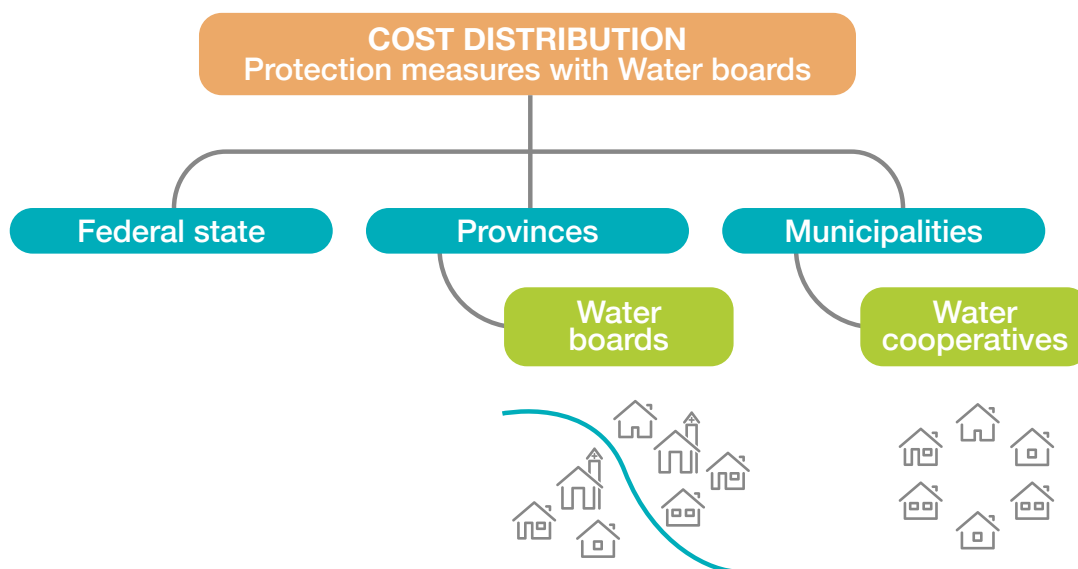 COST DISTRIBUTION
Protection measures with Water boards
Federal state
Provinces
Municipalities
Water
boards
Water
cooperatives